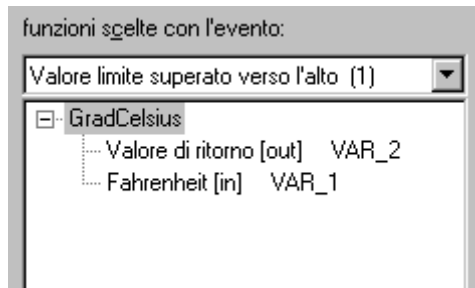 funzioni scelte con l'evento:
Valore limite superato verso l'alto (1)
GradCelsius
Valore di ritorno [out] VAR_2
Fahrenheit [in] VAR_1